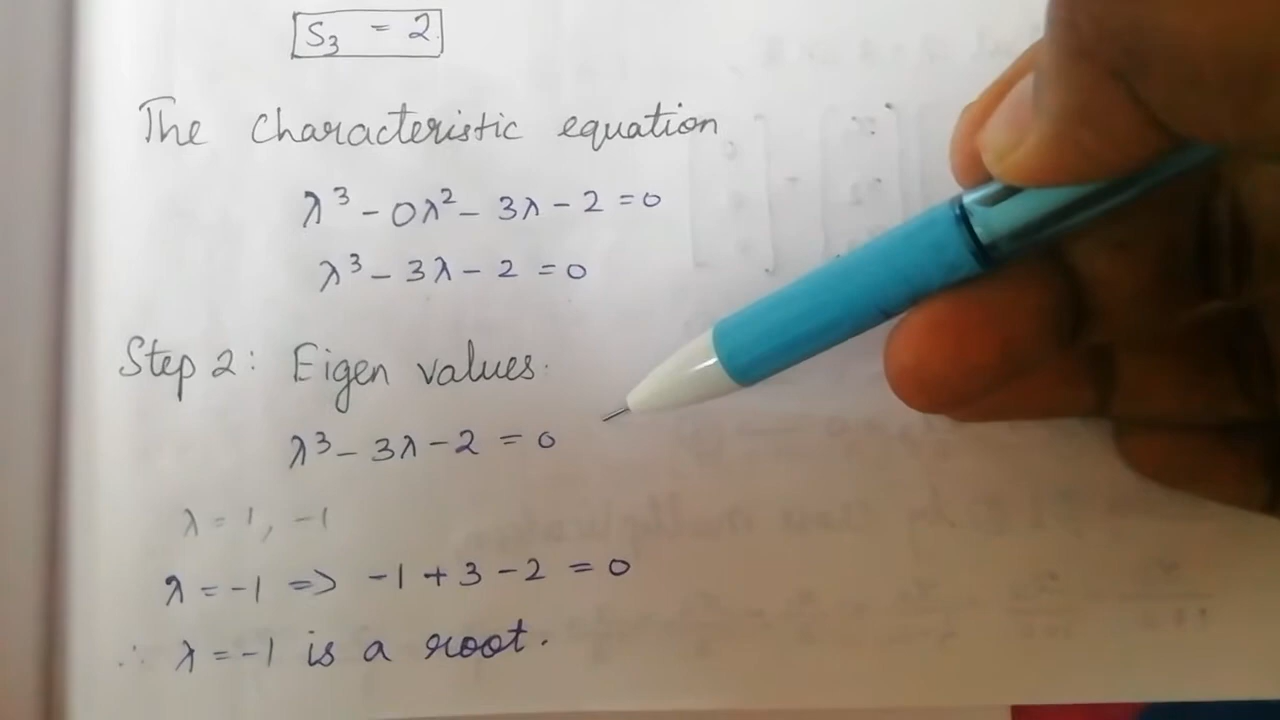 S₃ = 2.
The characteristic equation
λ³ - 0λ² - 3λ - 2 = 0
λ³ - 3λ - 2 = 0
Step 2: Eigen values.
λ³ - 3λ - 2 = 0
λ = 1, -1
λ = -1 => -1 + 3 - 2 = 0
∴ λ = -1 is a root.